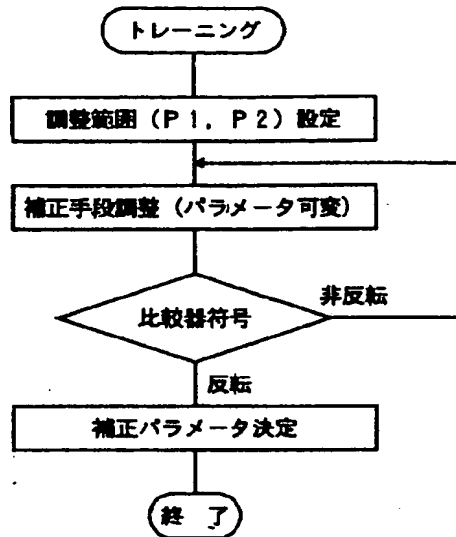 トレーニング
調整範囲(P1, P2)設定
補正手段調整(パラメータ可変)
比較器符号
非反転
反転
補正パラメータ決定
終 了